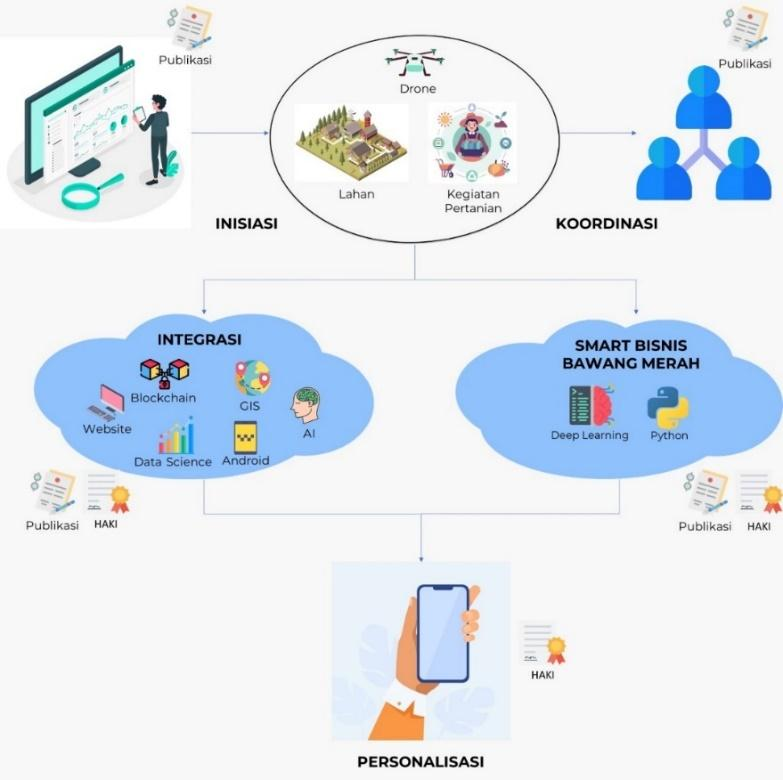 Publikasi
Publikasi
Drone
Lahan
Kegiatan
Pertanian
INISIASI
KOORDINASI
INTEGRASI
Blockchain
GIS
Website
AI
Data Science
Android
SMART BISNIS
BAWANG MERAH
Deep Learning
Python
Publikasi
HAKI
Publikasi
HAKI
HAKI
PERSONALISASI